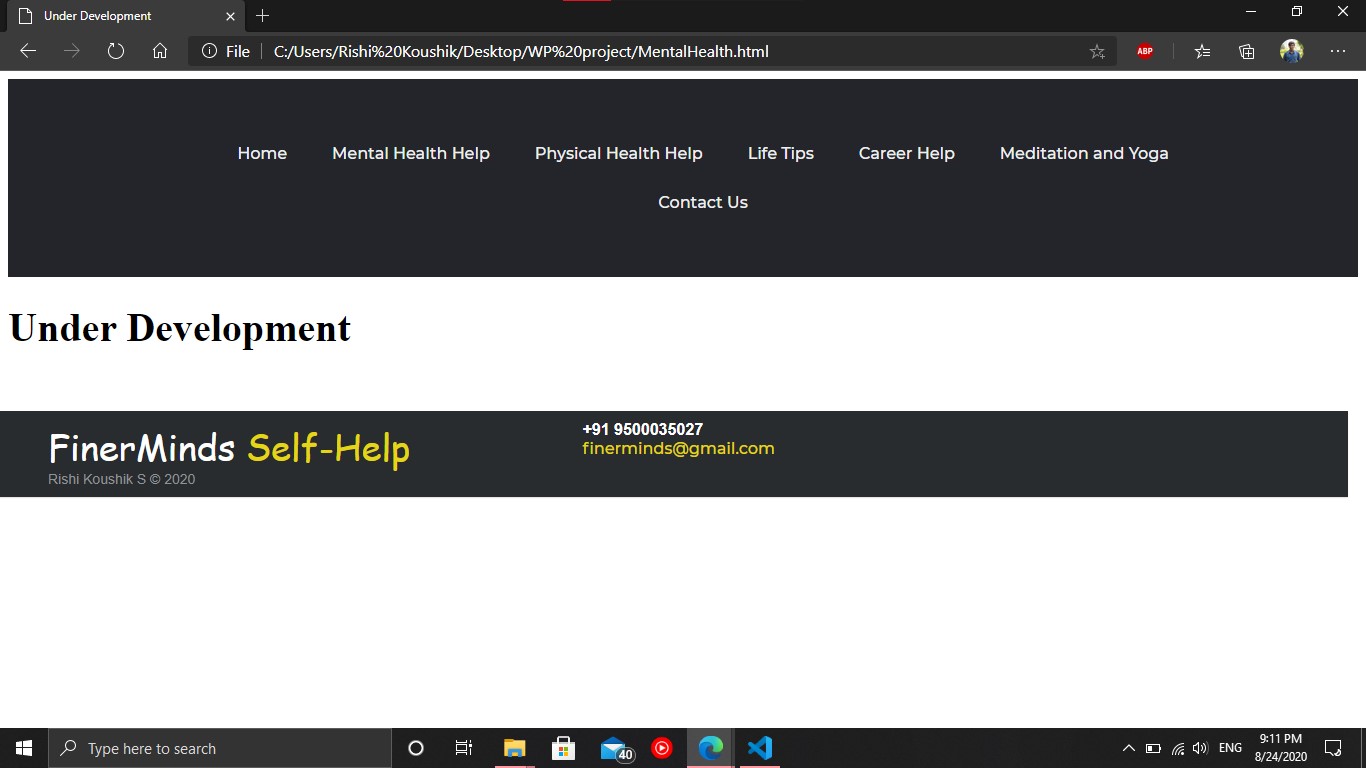 Under Development
File C:/Users/Rishi%20Koushik/Desktop/WP%20project/MentalHealth.html ABP
Home Mental Health Help Physical Health Help Life Tips Career Help Meditation and Yoga
Contact Us
Under Development
FinerMinds Self-Help
Rishi Koushik S © 2020
+91 9500035027
finerminds@gmail.com
Type here to search 40 ENG 9:11 PM
8/24/2020